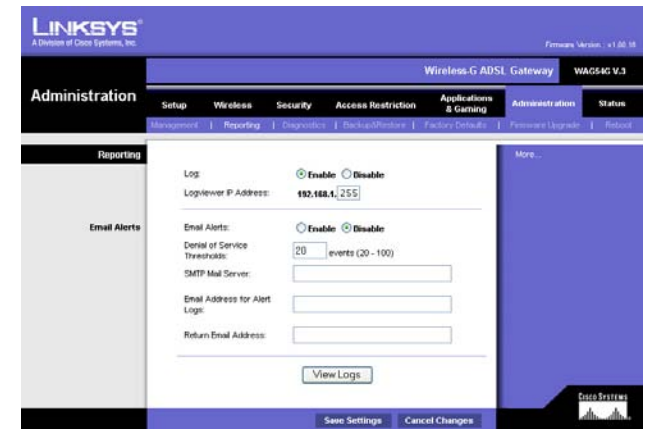 LINKSYS®
A Division of Cisco Systems, Inc.
Firmware Version : v1.00.18
Wireless-G ADSL Gateway WAG54G V.3
Administration
Setup Wireless Security Access Restriction Applications & Gaming Administration Status
Management | Reporting | Diagnostics | Backup&Restore | Factory Defaults | Firmware Upgrade | Reboot
Reporting
More...
Log: Enable Disable
Logviewer IP Address: 192.168.1. 255
Email Alerts
Email Alerts: Enable Disable
Denial of Service
Thresholds: 20 events (20 - 100)
SMTP Mail Server:
Email Address for Alert
Logs:
Return Email Address:
View Logs
Save Settings Cancel Changes
CISCO SYSTEMS